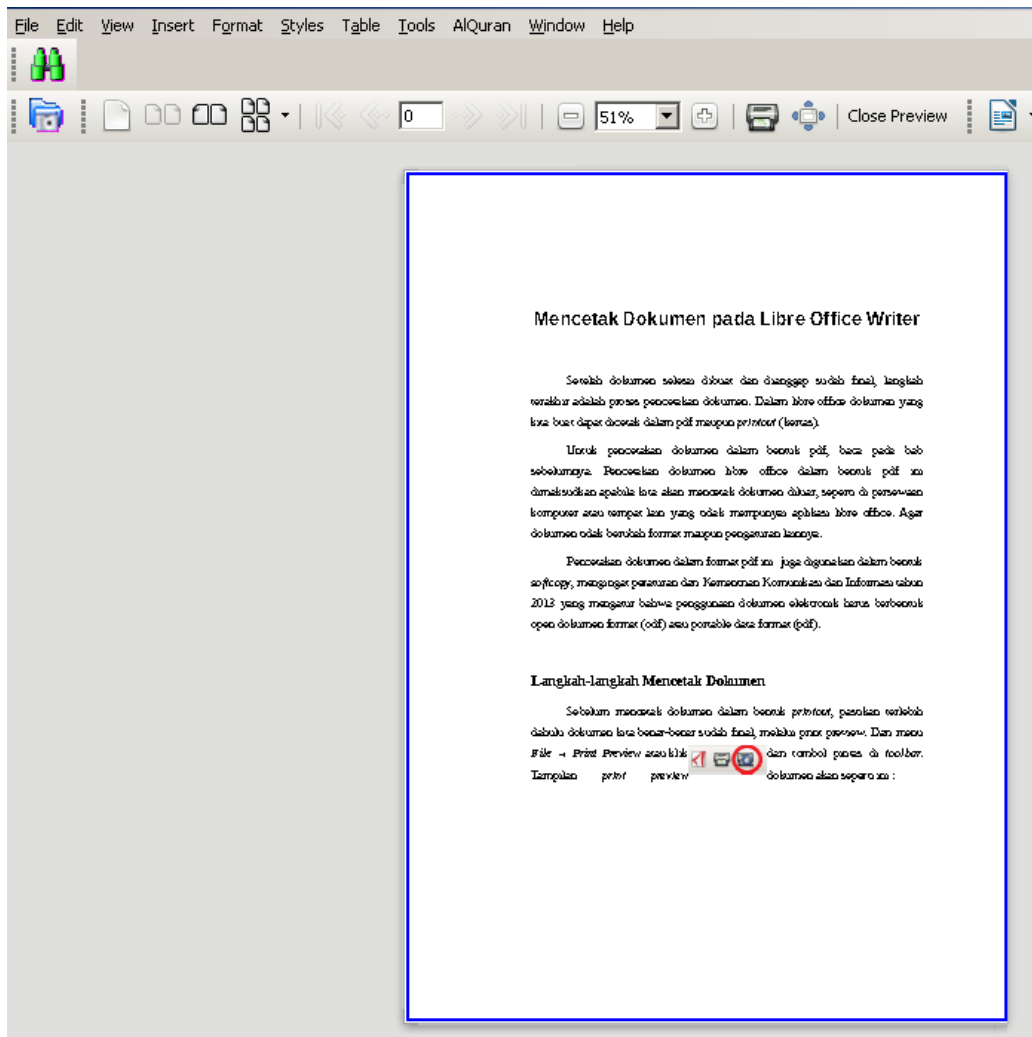 File Edit View Insert Format Styles Table Tools AlQuran Window Help
0 51% Close Preview
Mencetak Dokumen pada Libre Office Writer
Setelah dokumen selesai dibuat dan dianggap sudah final, langkah
terakhir adalah proses pencetakan dokumen. Dalam libre office dokumen yang
kita buat dapat dicetak dalam pdf maupun printout (kertas).
Untuk pencetakan dokumen dalam bentuk pdf, baca pada bab
sebelumnya. Pencetakan dokumen libre office dalam bentuk pdf ini
dimaksudkan apabila kita akan mencetak dokumen diluar, seperti di persewaan
komputer atau tempat lain yang tidak mempunyai aplikasi libre office. Agar
dokumen tidak berubah format maupun pengaturan lainnya.
Pencetakan dokumen dalam format pdf ini juga digunakan dalam bentuk
softcopy, mengingat peraturan dari Kementrian Komunikasi dan Informasi tahun
2013 yang mengatur bahwa penggunaan dokumen elektronik harus berbentuk
open dokumen format (odf) atau portable data format (pdf).
Langkah-langkah Mencetak Dokumen
Sebelum mencetak dokumen dalam bentuk printout, pastikan terlebih
dahulu dokumen kita benar-benar sudah final, melalui print preview. Dari menu
File → Print Preview atau klik dari tombol pintas di toolbar.
Tampilan print preview dokumen akan seperti ini :